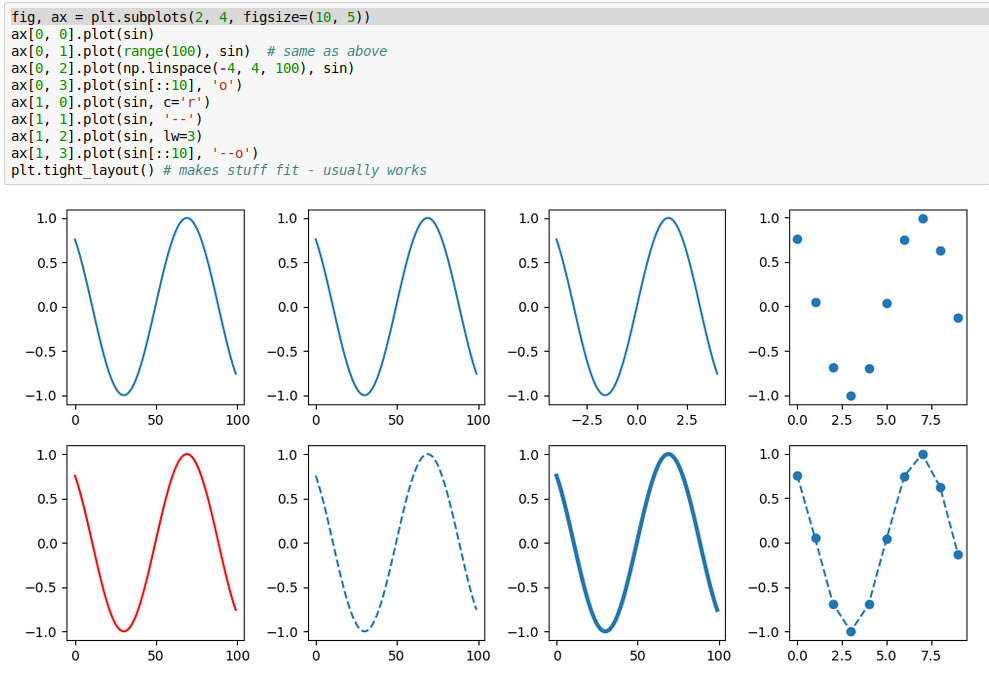 fig, ax = plt.subplots(2, 4, figsize=(10, 5))
ax[0, 0].plot(sin)
ax[0, 1].plot(range(100), sin)  # same as above
ax[0, 2].plot(np.linspace(-4, 4, 100), sin)
ax[0, 3].plot(sin[::10], 'o')
ax[1, 0].plot(sin, c='r')
ax[1, 1].plot(sin, '--')
ax[1, 2].plot(sin, lw=3)
ax[1, 3].plot(sin[::10], '--o')
plt.tight_layout() # makes stuff fit - usually works
1.0 1.0 1.0 1.0
0.5 0.5 0.5 0.5
0.0 0.0 0.0 0.0
−0.5 −0.5 −0.5 −0.5
−1.0 −1.0 −1.0 −1.0
0 50 100 0 50 100 −2.5 0.0 2.5 0.0 2.5 5.0 7.5
1.0 1.0 1.0 1.0
0.5 0.5 0.5 0.5
0.0 0.0 0.0 0.0
−0.5 −0.5 −0.5 −0.5
−1.0 −1.0 −1.0 −1.0
0 50 100 0 50 100 0 50 100 0.0 2.5 5.0 7.5